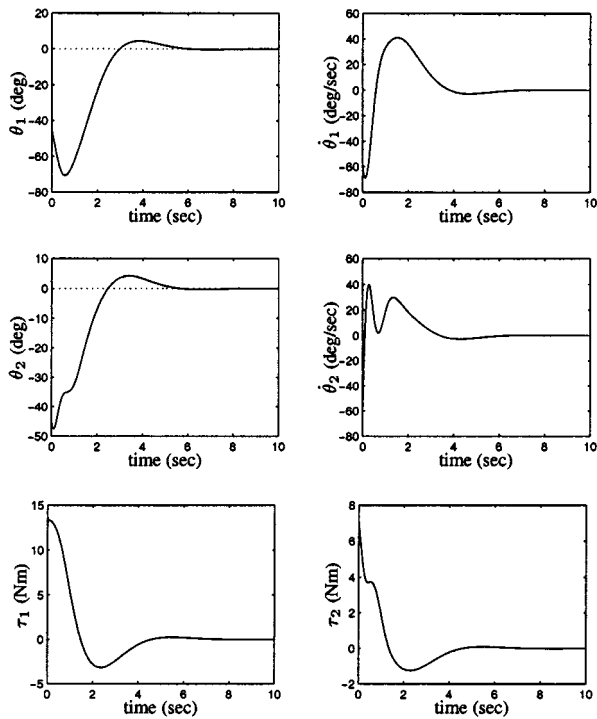 20
0
−20
−40
−60
−80
θ₁ (deg)
0 2 4 6 8 10
time (sec)
60
40
20
0
−20
−40
−60
−80
θ̇₁ (deg/sec)
0 2 4 6 8 10
time (sec)
10
0
−10
−20
−30
−40
−50
θ₂ (deg)
0 2 4 6 8 10
time (sec)
60
40
20
0
−20
−40
−60
−80
θ̇₂ (deg/sec)
0 2 4 6 8 10
time (sec)
15
10
5
0
−5
τ₁ (Nm)
0 2 4 6 8 10
time (sec)
8
6
4
2
0
−2
τ₂ (Nm)
0 2 4 6 8 10
time (sec)